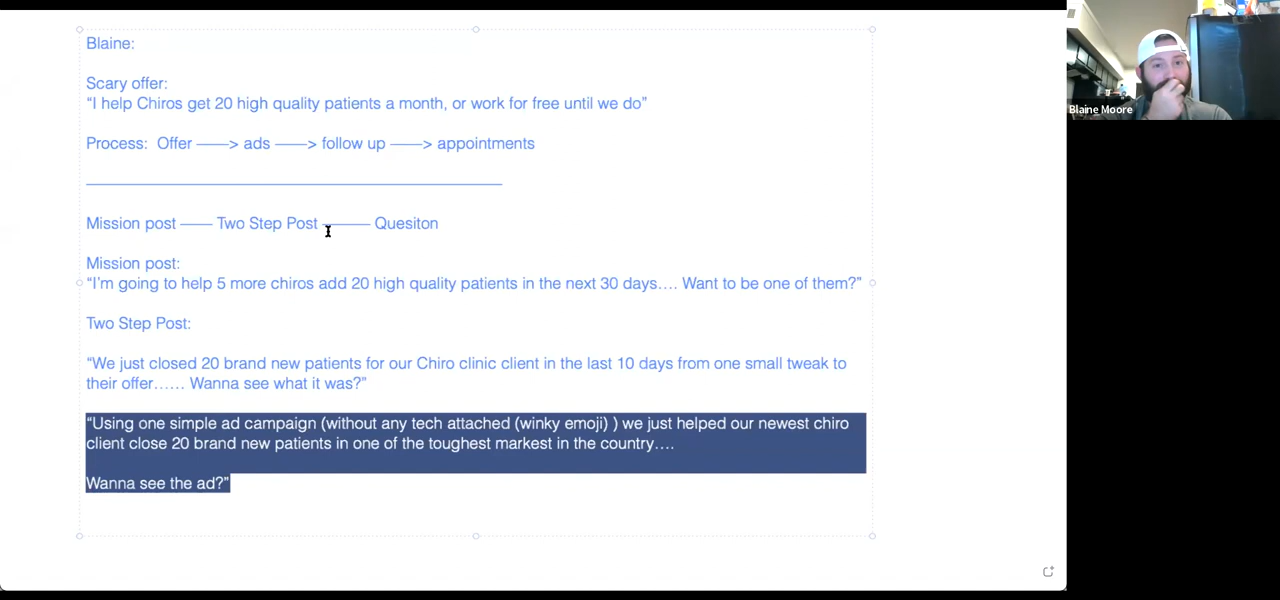 Blaine:
Scary offer:
“I help Chiros get 20 high quality patients a month, or work for free until we do”
Process:  Offer ——> ads ——> follow up ——> appointments
Mission post —— Two Step Post ——— Quesiton
Mission post:
“I’m going to help 5 more chiros add 20 high quality patients in the next 30 days…. Want to be one of them?”
Two Step Post:
“We just closed 20 brand new patients for our Chiro clinic client in the last 10 days from one small tweak to
their offer…… Wanna see what it was?”
“Using one simple ad campaign (without any tech attached (winky emoji) ) we just helped our newest chiro
client close 20 brand new patients in one of the toughest markest in the country….
Wanna see the ad?”
Blaine Moore